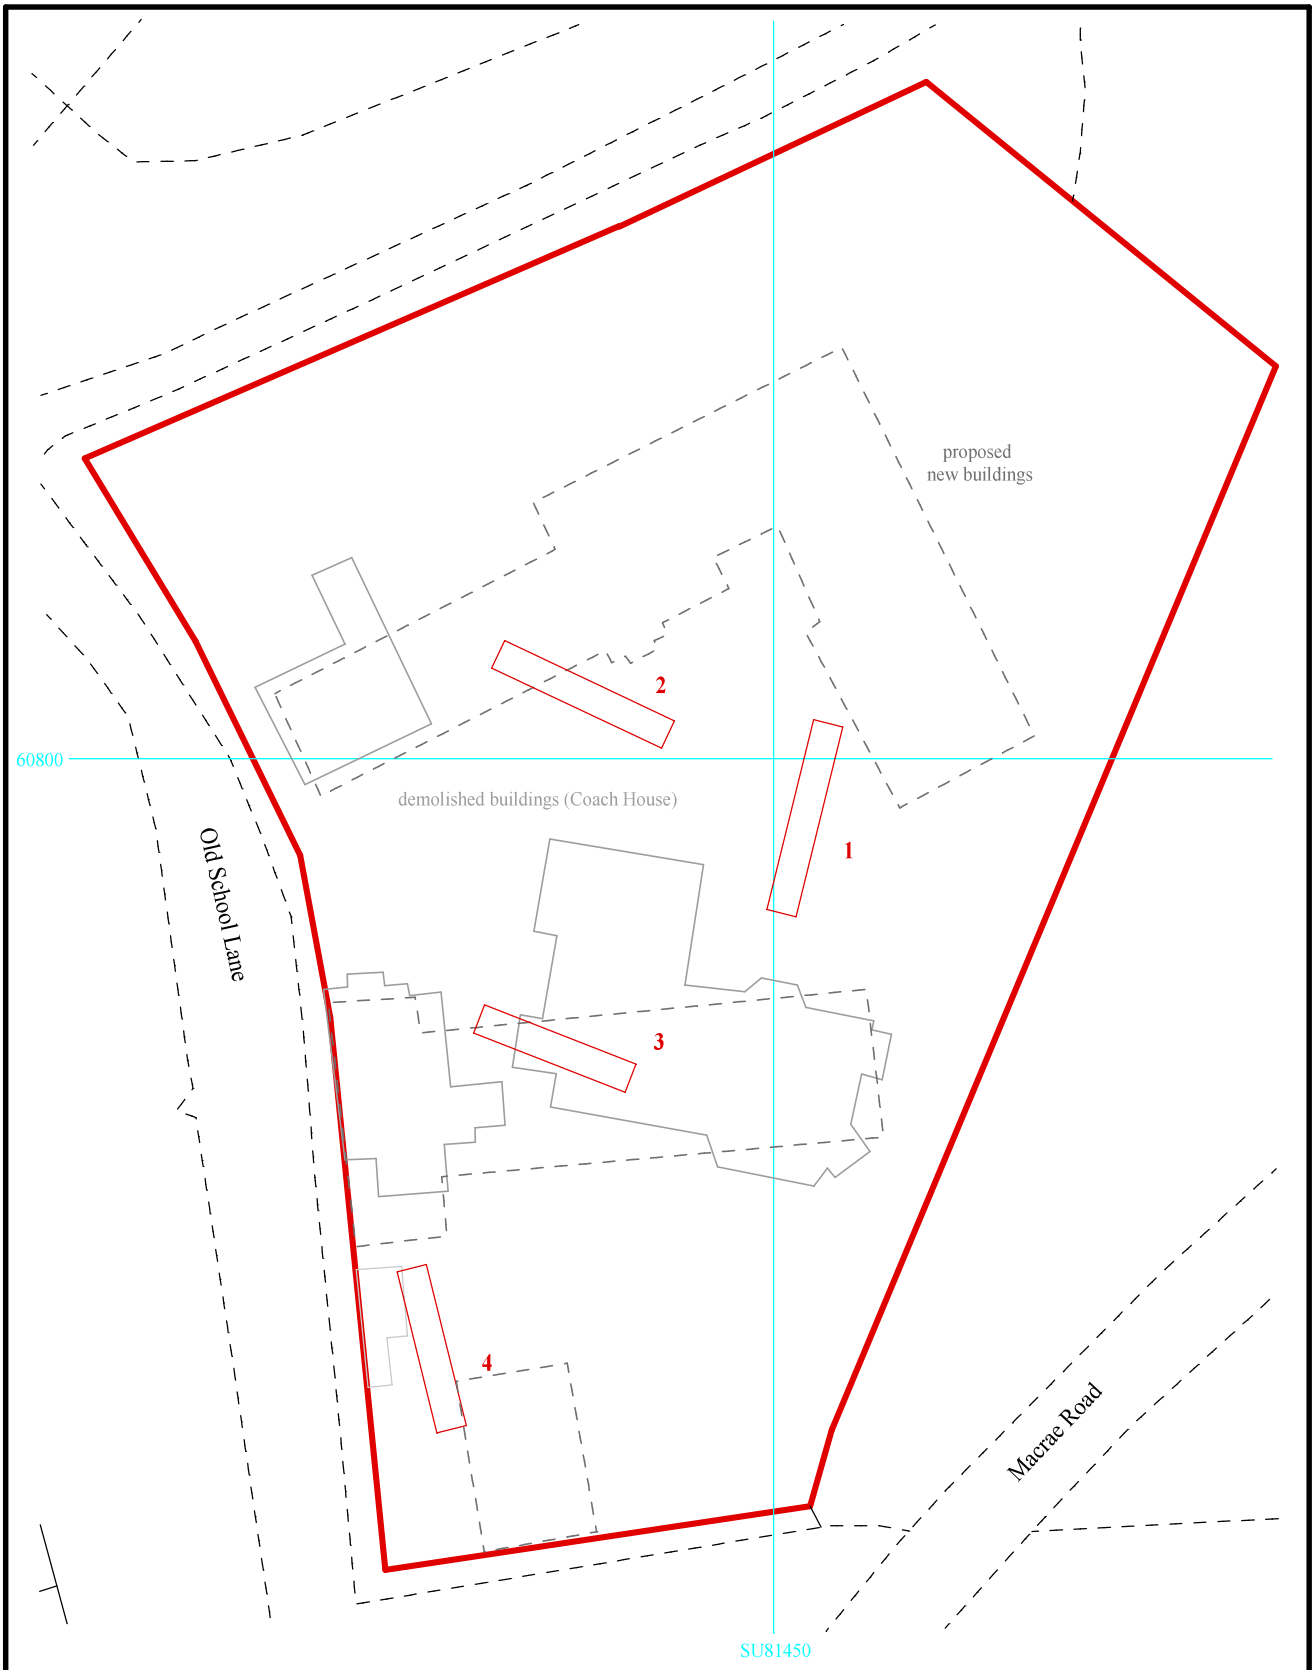 proposed
new buildings
2
60800
demolished buildings (Coach House)
1
Old School Lane
3
4
Macrae Road
SU81450